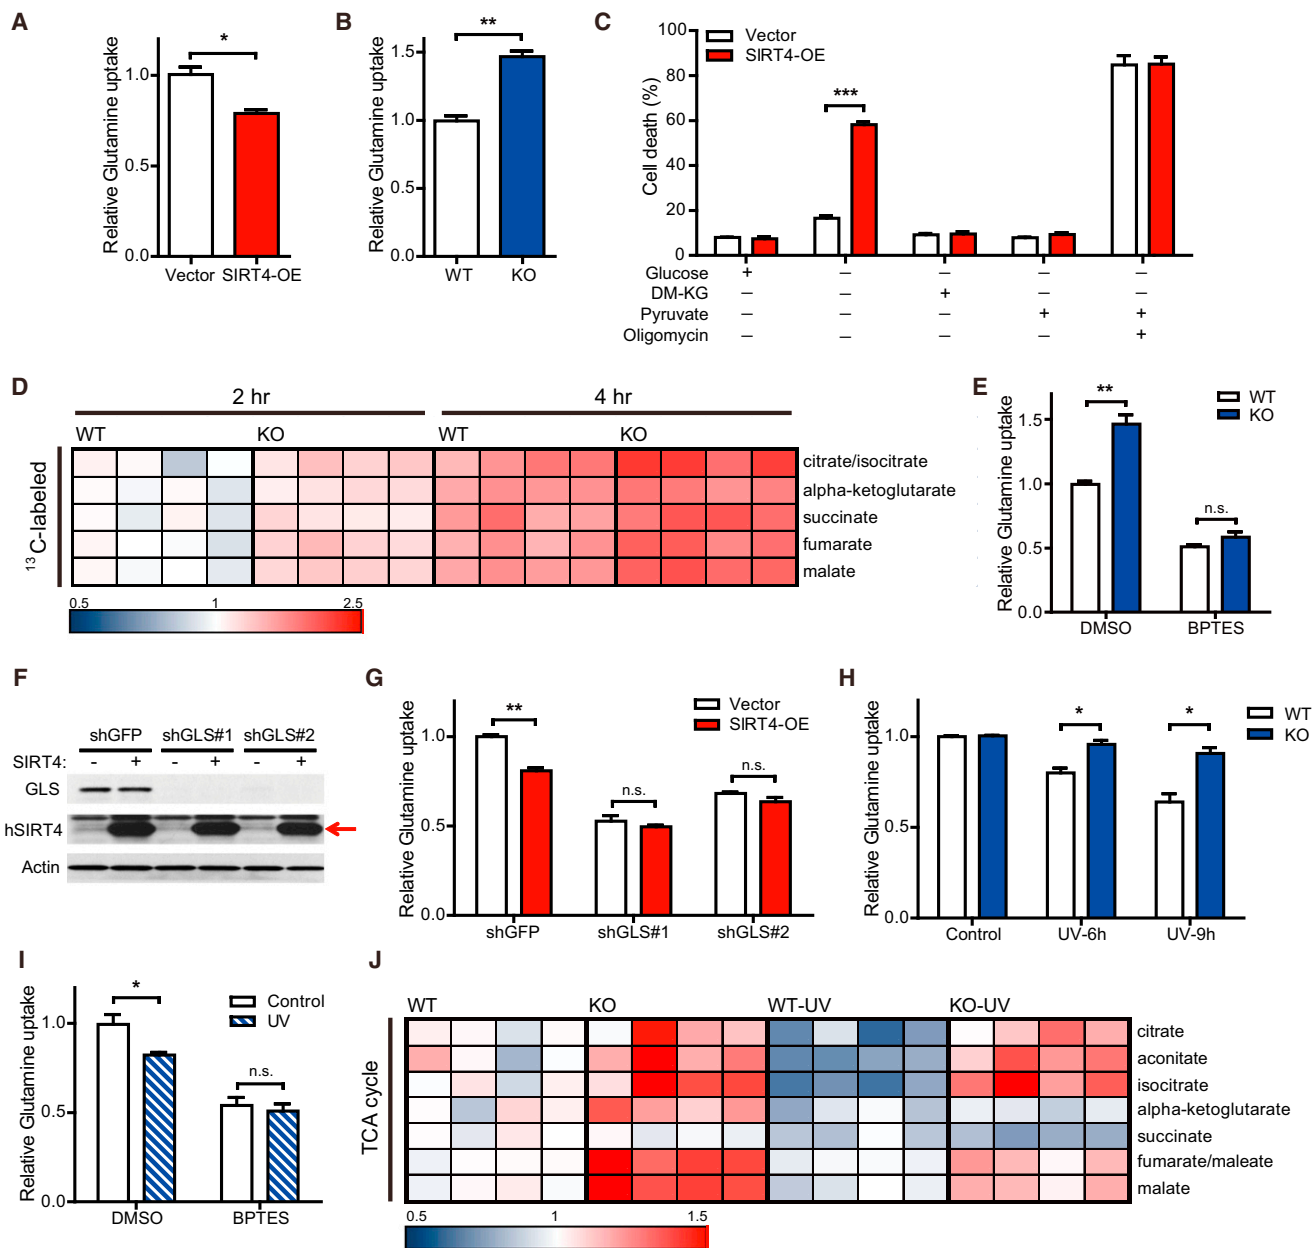 A
Relative Glutamine uptake
1.0
0.5
0.0
*
Vector SIRT4-OE
B
Relative Glutamine uptake
1.5
1.0
0.5
0.0
**
WT KO
C
Cell death (%)
100
80
60
40
20
0
Vector
SIRT4-OE
***
Glucose + – – – –
DM-KG – – + – –
Pyruvate – – – + +
Oligomycin – – – – +
D
2 hr 4 hr
WT KO WT KO
13C-labeled
citrate/isocitrate
alpha-ketoglutarate
succinate
fumarate
malate
0.5 1 2.5
E
Relative Glutamine uptake
1.5
1.0
0.5
0.0
WT
KO
**
n.s.
DMSO BPTES
F
shGFP shGLS#1 shGLS#2
SIRT4: - + - + - +
GLS
hSIRT4
Actin
G
Relative Glutamine uptake
1.0
0.5
0.0
Vector
SIRT4-OE
**
n.s.
n.s.
shGFP shGLS#1 shGLS#2
H
Relative Glutamine uptake
1.0
0.5
0.0
WT
KO
*
*
Control UV-6h UV-9h
I
Relative Glutamine uptake
1.0
0.5
0.0
Control
UV
*
n.s.
DMSO BPTES
J
WT KO WT-UV KO-UV
TCA cycle
citrate
aconitate
isocitrate
alpha-ketoglutarate
succinate
fumarate/maleate
malate
0.5 1 1.5